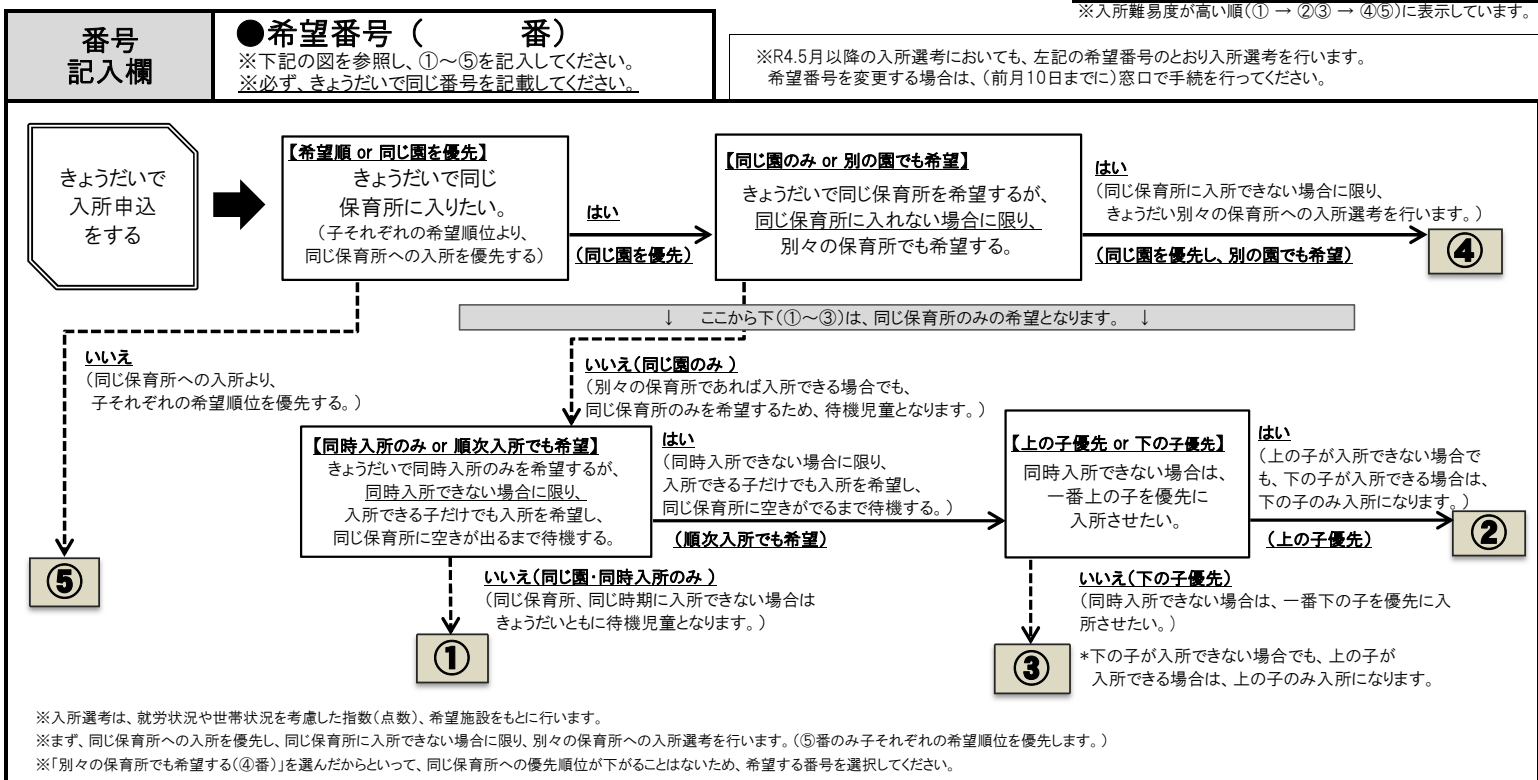 ※入所難易度が高い順(① → ②③ → ④⑤)に表示しています。
番号
記入欄
●希望番号（　　　番）
※下記の図を参照し、①～⑤を記入してください。
※必ず、きょうだいで同じ番号を記載してください。
※R4.5月以降の入所選考においても、左記の希望番号のとおり入所選考を行います。
希望番号を変更する場合は、(前月10日までに)窓口で手続を行ってください。
きょうだいで
入所申込
をする
【希望順 or 同じ園を優先】
きょうだいで同じ
保育所に入りたい。
(子それぞれの希望順位より、
同じ保育所への入所を優先する)
はい
(同じ園を優先)
【同じ園のみ or 別の園でも希望】
きょうだいで同じ保育所を希望するが、
同じ保育所に入れない場合に限り、
別々の保育所でも希望する。
はい
(同じ保育所に入所できない場合に限り、
きょうだい別々の保育所への入所選考を行います。)
(同じ園を優先し、別の園でも希望)
④
↓　ここから下(①～③)は、同じ保育所のみの希望となります。　↓
いいえ
(同じ保育所への入所より、
子それぞれの希望順位を優先する。)
⑤
いいえ(同じ園のみ )
(別々の保育所であれば入所できる場合でも、
同じ保育所のみを希望するため、待機児童となります。)
【同時入所のみ or 順次入所でも希望】
きょうだいで同時入所のみを希望するが、
同時入所できない場合に限り、
入所できる子だけでも入所を希望し、
同じ保育所に空きが出るまで待機する。
はい
(同時入所できない場合に限り、
入所できる子だけでも入所を希望し、
同じ保育所に空きがでるまで待機する。)
(順次入所でも希望)
【上の子優先 or 下の子優先】
同時入所できない場合は、
一番上の子を優先に
入所させたい。
はい
(上の子が入所できない場合で
も、下の子が入所できる場合は、
下の子のみ入所になります。)
(上の子優先)
②
いいえ(同じ園・同時入所のみ )
(同じ保育所、同じ時期に入所できない場合は
きょうだいともに待機児童となります。)
①
いいえ(下の子優先)
(同時入所できない場合は、一番下の子を優先に入
所させたい。)
*下の子が入所できない場合でも、上の子が
入所できる場合は、上の子のみ入所になります。
③
※入所選考は、就労状況や世帯状況を考慮した指数(点数)、希望施設をもとに行います。
※まず、同じ保育所への入所を優先し、同じ保育所に入所できない場合に限り、別々の保育所への入所選考を行います。(⑤番のみ子それぞれの希望順位を優先します。)
※「別々の保育所でも希望する(④番)」を選んだからといって、同じ保育所への優先順位が下がることはないため、希望する番号を選択してください。